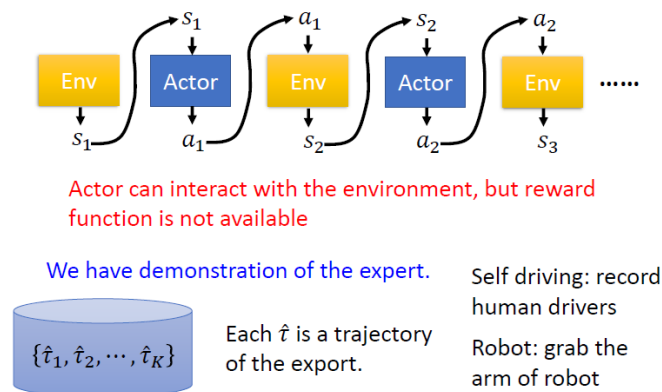 s₁ a₁ s₂ a₂
Env Actor Env Actor Env ......
s₁ a₁ s₂ a₂ s₃
Actor can interact with the environment, but reward
function is not available
We have demonstration of the expert.
{τ̂₁, τ̂₂, ⋯, τ̂_K}
Each τ̂ is a trajectory
of the export.
Self driving: record
human drivers
Robot: grab the
arm of robot